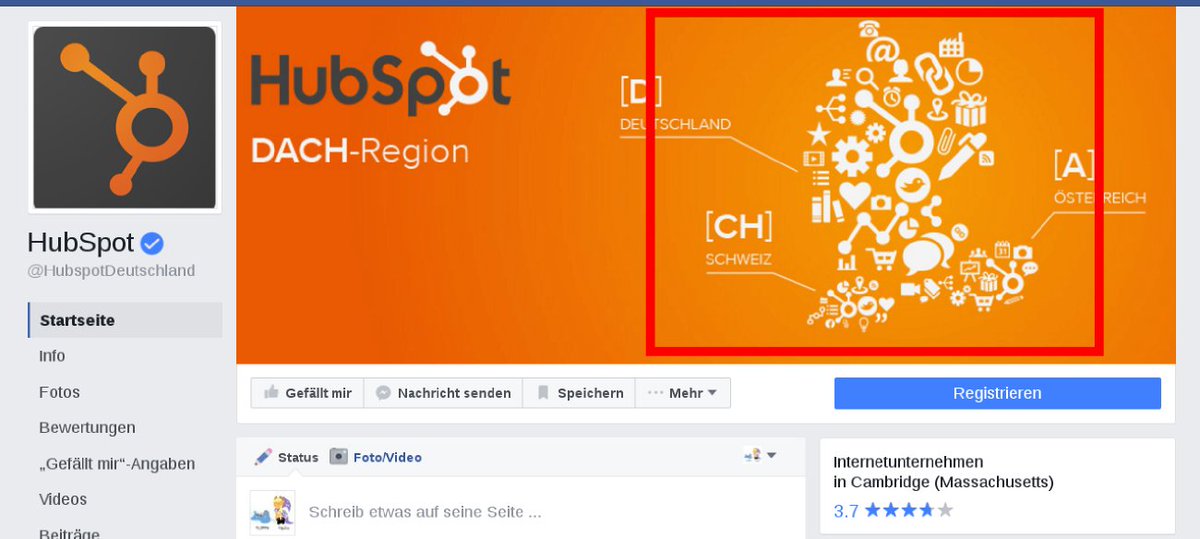 HubSpot
DACH-Region
[D]
DEUTSCHLAND
[A]
ÖSTERREICH
[CH]
SCHWEIZ
HubSpot
@HubspotDeutschland
Startseite
Info
Fotos
Bewertungen
„Gefällt mir“-Angaben
Videos
Beiträge
Gefällt mir
Nachricht senden
Speichern
··· Mehr
Registrieren
Status
Foto/Video
Schreib etwas auf seine Seite ...
Internetunternehmen
in Cambridge (Massachusetts)
3.7